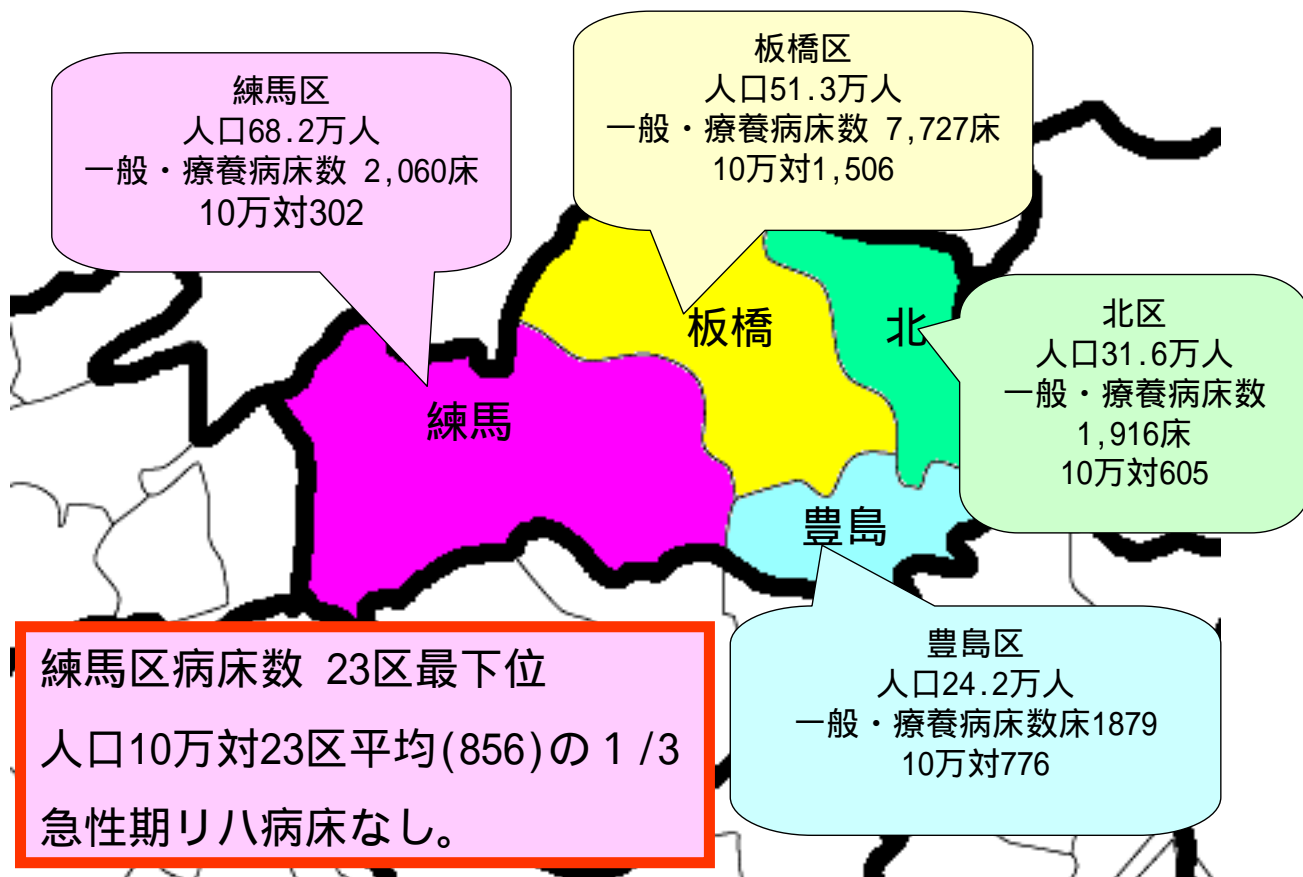 練馬区
人口68.2万人
一般・療養病床数 2,060床
10万対302
板橋区
人口51.3万人
一般・療養病床数 7,727床
10万対1,506
板橋
北
練馬
豊島
北区
人口31.6万人
一般・療養病床数
1,916床
10万対605
豊島区
人口24.2万人
一般・療養病床数床1879
10万対776
練馬区病床数 23区最下位
人口10万対23区平均(856)の１/3
急性期リハ病床なし。